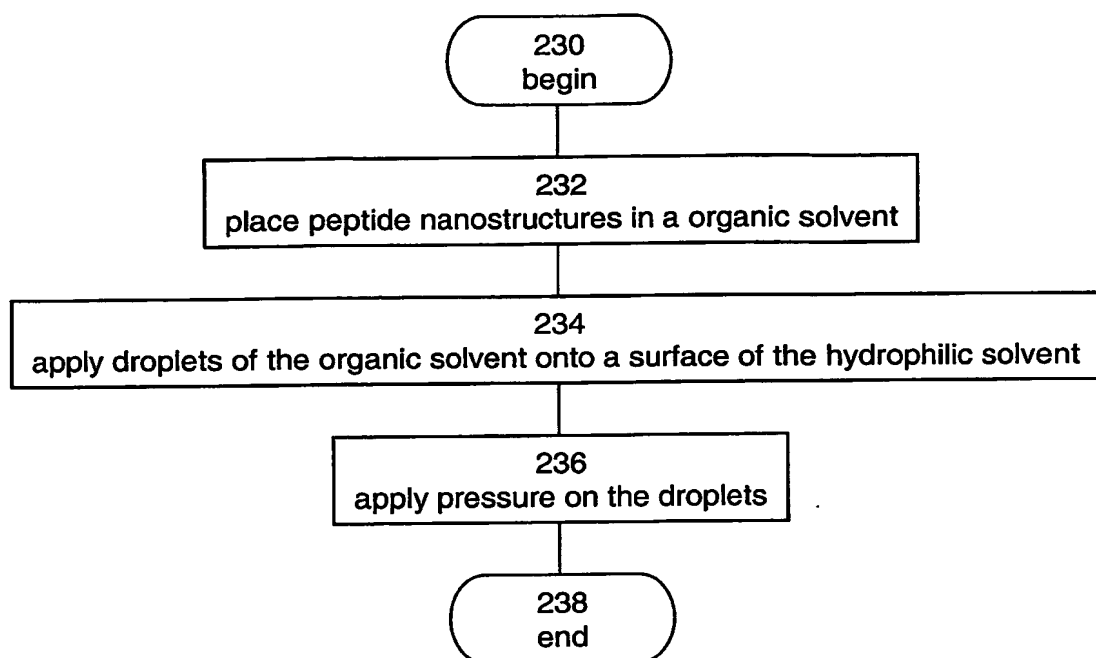 230
begin
232
place peptide nanostructures in a organic solvent
234
apply droplets of the organic solvent onto a surface of the hydrophilic solvent
236
apply pressure on the droplets
238
end